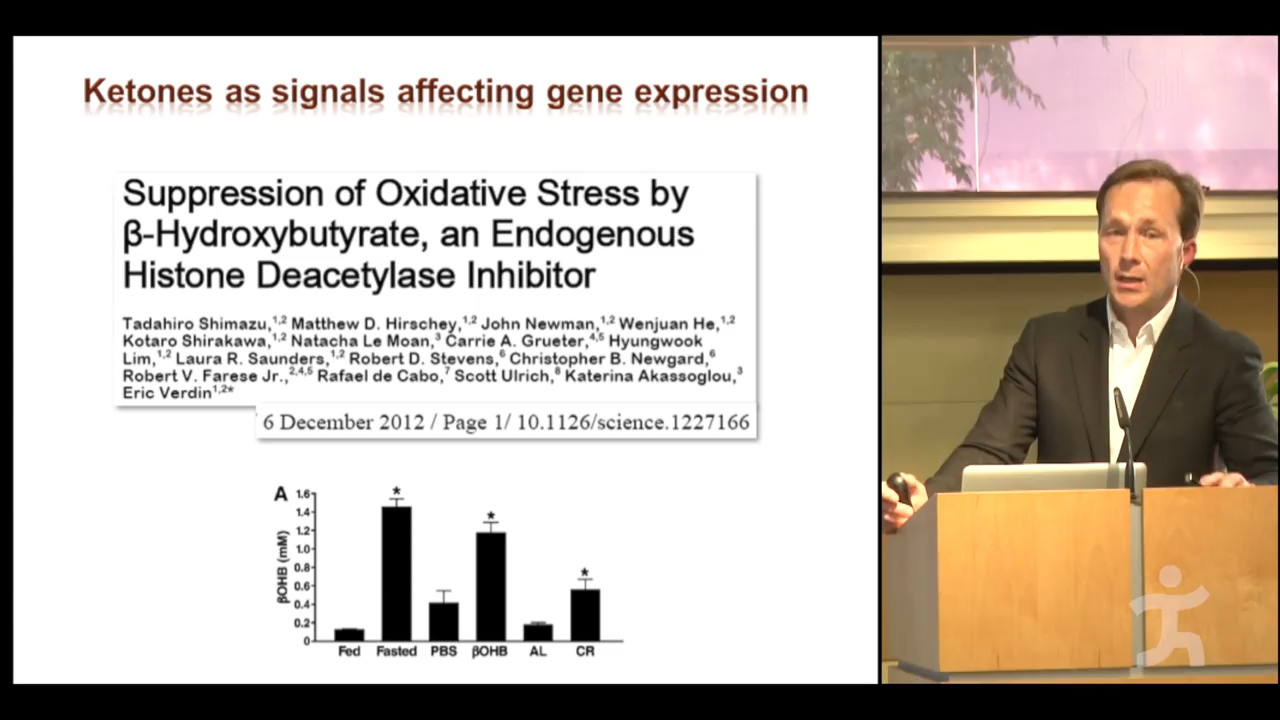 Ketones as signals affecting gene expression
Suppression of Oxidative Stress by
β-Hydroxybutyrate, an Endogenous
Histone Deacetylase Inhibitor
Tadahiro Shimazu,1,2 Matthew D. Hirschey,1,2 John Newman,1,2 Wenjuan He,1,2
Kotaro Shirakawa,1,2 Natacha Le Moan,3 Carrie A. Grueter,4,5 Hyungwook
Lim,1,2 Laura R. Saunders,1,2 Robert D. Stevens,6 Christopher B. Newgard,6
Robert V. Farese Jr.,2,4,5 Rafael de Cabo,7 Scott Ulrich,8 Katerina Akassoglou,3
Eric Verdin1,2*
6 December 2012 / Page 1/ 10.1126/science.1227166
A
βOHB (mM)
1.6
1.4
1.2
1.0
0.8
0.6
0.4
0.2
0
* * *
Fed Fasted PBS βOHB AL CR